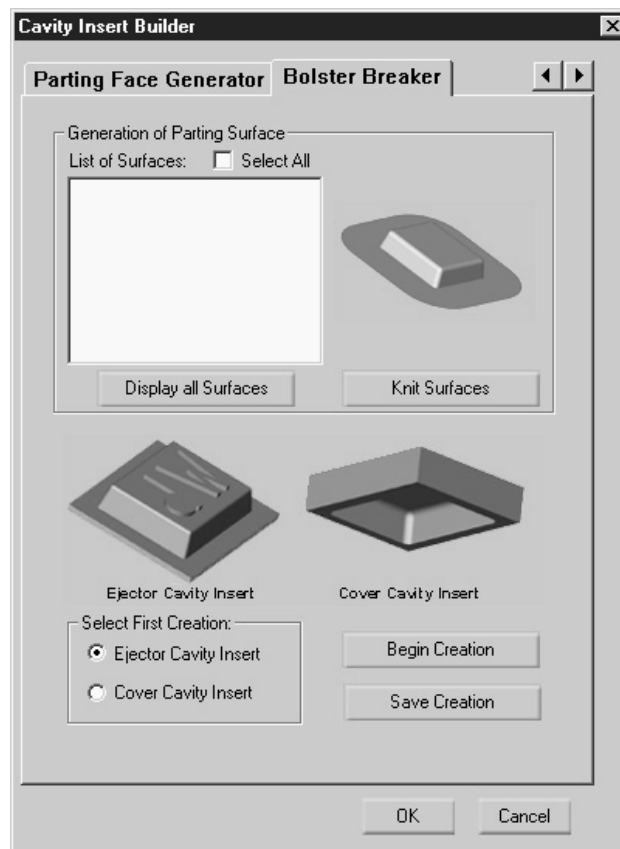 Cavity Insert Builder
Parting Face Generator
Bolster Breaker
Generation of Parting Surface
List of Surfaces:
Select All
Display all Surfaces
Knit Surfaces
Ejector Cavity Insert
Cover Cavity Insert
Select First Creation:
Ejector Cavity Insert
Cover Cavity Insert
Begin Creation
Save Creation
OK
Cancel